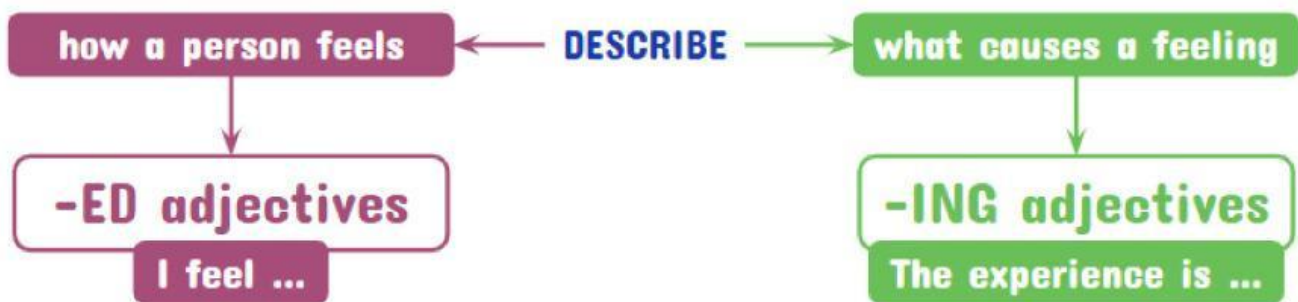 how a person feels
DESCRIBE
what causes a feeling
-ED adjectives
-ING adjectives
I feel ...
The experience is ...